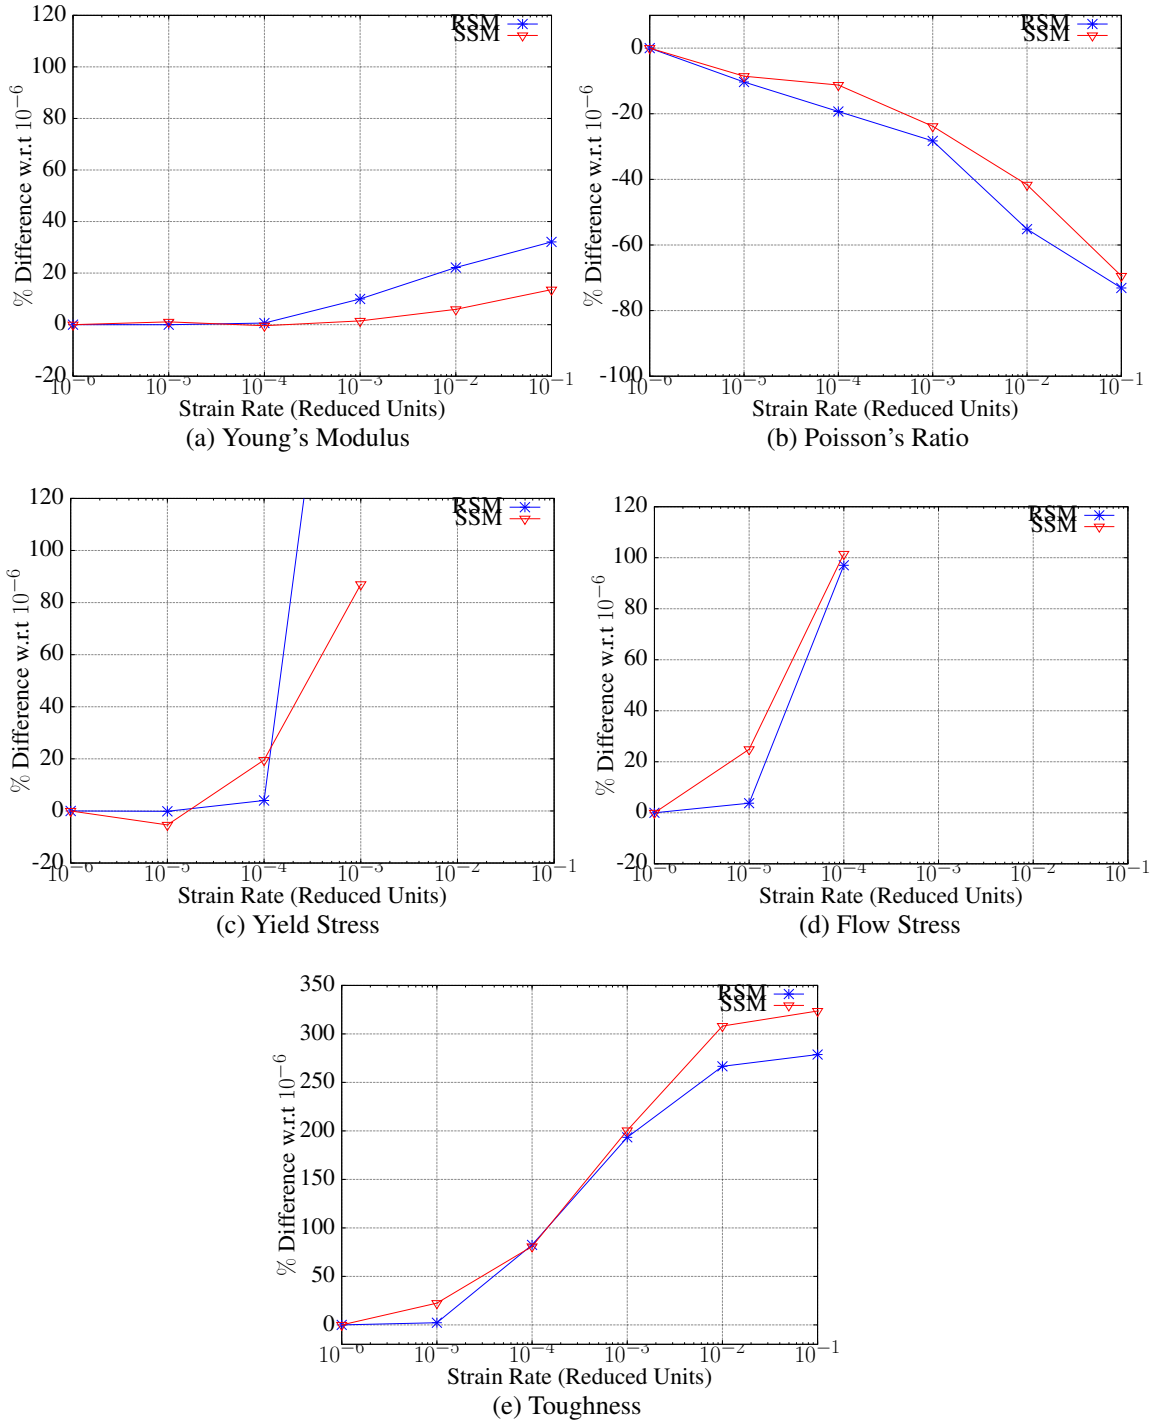 120
100
80
60
40
20
0
-20
% Difference w.r.t 10−6
RSM
SSM
10−6 10−5 10−4 10−3 10−2 10−1
Strain Rate (Reduced Units)
(a) Young's Modulus
0
-20
-40
-60
-80
-100
% Difference w.r.t 10−6
RSM
SSM
10−6 10−5 10−4 10−3 10−2 10−1
Strain Rate (Reduced Units)
(b) Poisson's Ratio
120
100
80
60
40
20
0
-20
% Difference w.r.t 10−6
RSM
SSM
10−6 10−5 10−4 10−3 10−2 10−1
Strain Rate (Reduced Units)
(c) Yield Stress
120
100
80
60
40
20
0
-20
% Difference w.r.t 10−6
RSM
SSM
10−6 10−5 10−4 10−3 10−2 10−1
Strain Rate (Reduced Units)
(d) Flow Stress
350
300
250
200
150
100
50
0
% Difference w.r.t 10−6
RSM
SSM
10−6 10−5 10−4 10−3 10−2 10−1
Strain Rate (Reduced Units)
(e) Toughness